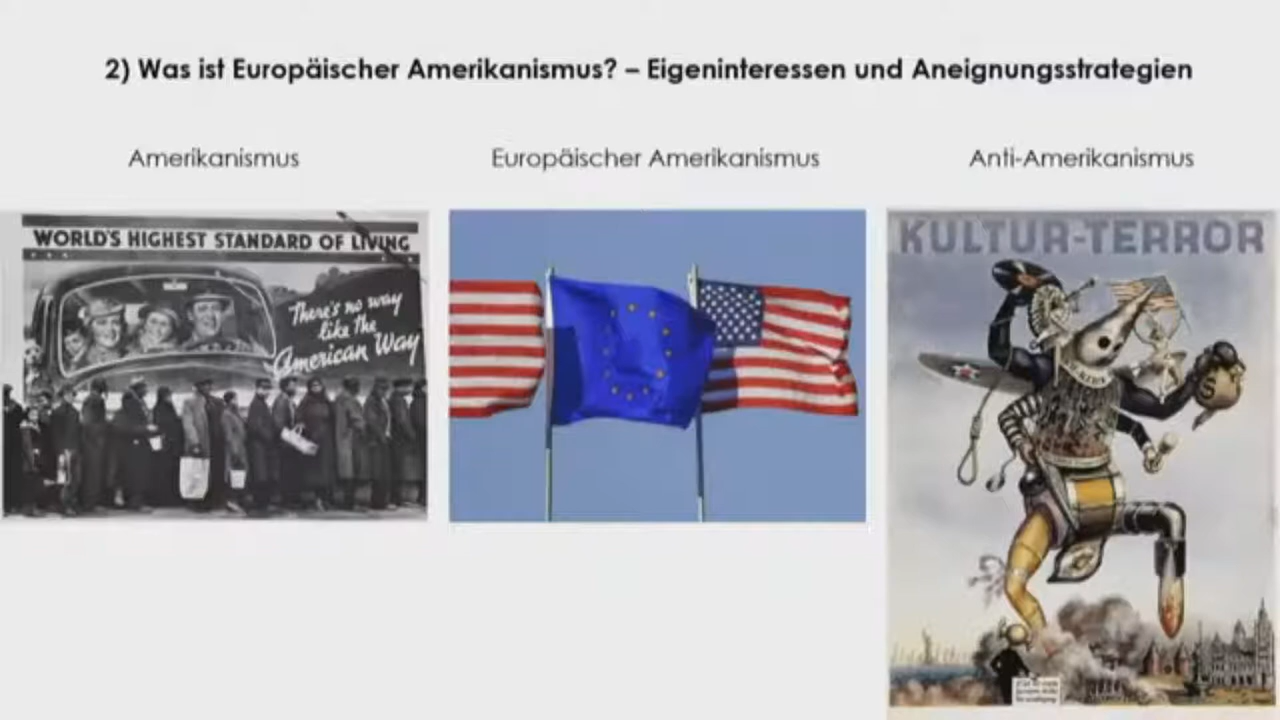 2) Was ist Europäischer Amerikanismus? – Eigeninteressen und Aneignungsstrategien
Amerikanismus
Europäischer Amerikanismus
Anti-Amerikanismus
WORLD'S HIGHEST STANDARD OF LIVING
There's no way
like the
American Way
KULTUR-TERROR
$